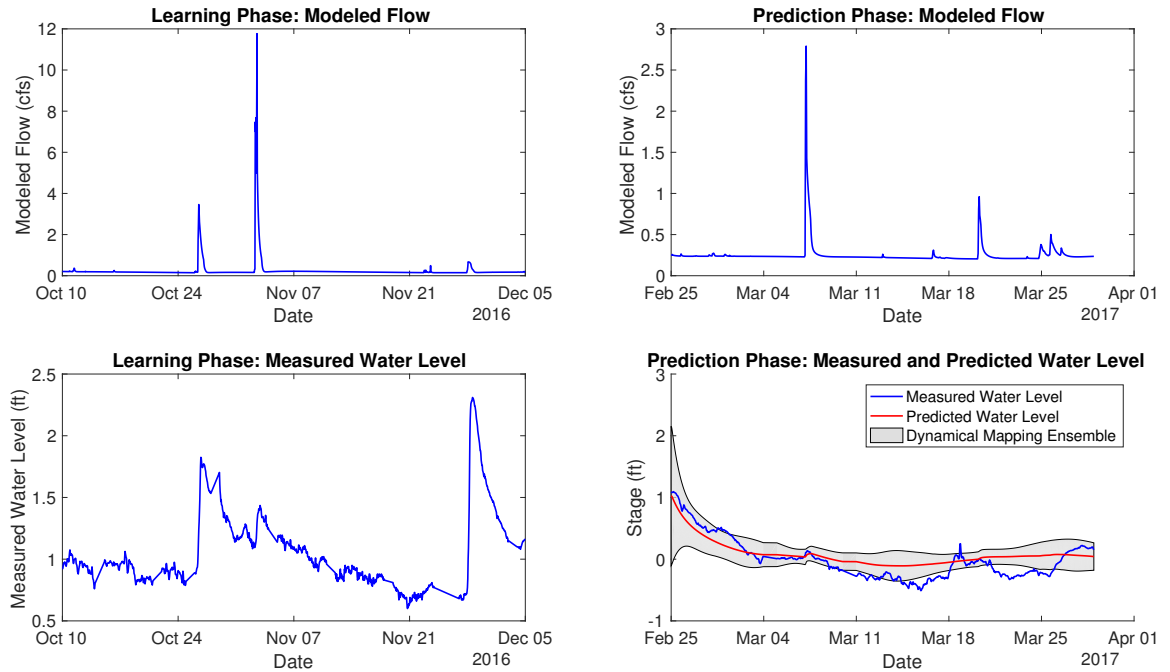 Learning Phase: Modeled Flow
Modeled Flow (cfs)
12
10
8
6
4
2
0
Oct 10
Oct 24
Nov 07
Nov 21
Dec 05
Date
2016
Prediction Phase: Modeled Flow
Modeled Flow (cfs)
3
2.5
2
1.5
1
0.5
0
Feb 25
Mar 04
Mar 11
Mar 18
Mar 25
Apr 01
Date
2017
Learning Phase: Measured Water Level
Measured Water Level (ft)
2.5
2
1.5
1
0.5
Oct 10
Oct 24
Nov 07
Nov 21
Dec 05
Date
2016
Prediction Phase: Measured and Predicted Water Level
Stage (ft)
3
2
1
0
-1
Measured Water Level
Predicted Water Level
Dynamical Mapping Ensemble
Feb 25
Mar 04
Mar 11
Mar 18
Mar 25
Apr 01
Date
2017